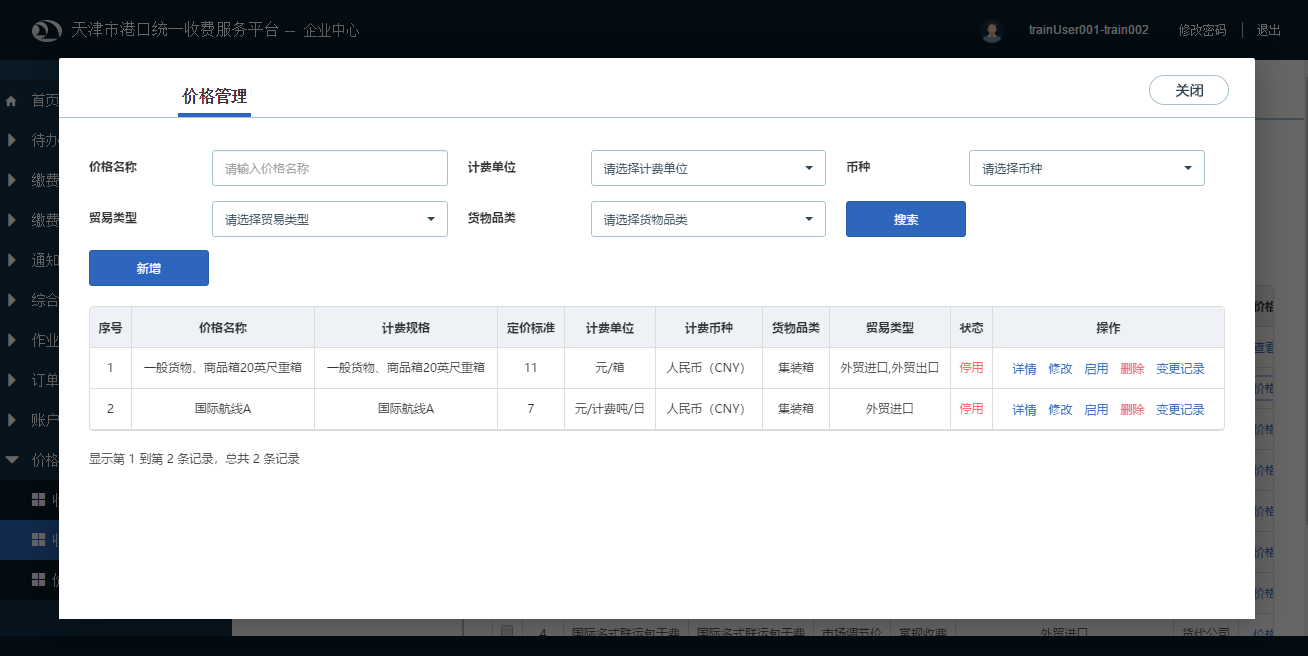 天津市港口统一收费服务平台 -- 企业中心
trainUser001-train002 修改密码 退出
价格管理 关闭
首页
待办
缴费
缴费
通知
综合
作业
订单
账户
价格
价格名称 请输入价格名称 计费单位 请选择计费单位 币种 请选择币种
贸易类型 请选择贸易类型 货物品类 请选择货物品类 搜索
新增
序号 价格名称 计费规格 定价标准 计费单位 计费币种 货物品类 贸易类型 状态 操作
1 一般货物、商品箱20英尺重箱 一般货物、商品箱20英尺重箱 11 元/箱 人民币（CNY） 集装箱 外贸进口,外贸出口 停用 详情 修改 启用 删除 变更记录
2 国际航线A 国际航线A 7 元/计费吨/日 人民币（CNY） 集装箱 外贸进口 停用 详情 修改 启用 删除 变更记录
显示第 1 到第 2 条记录，总共 2 条记录
价格
查看
价格
价格
价格
价格
价格
价格
4 国际多式联运包干费 国际多式联运包干费 市场调节价 常规收费 外贸进口 货代公司 价格